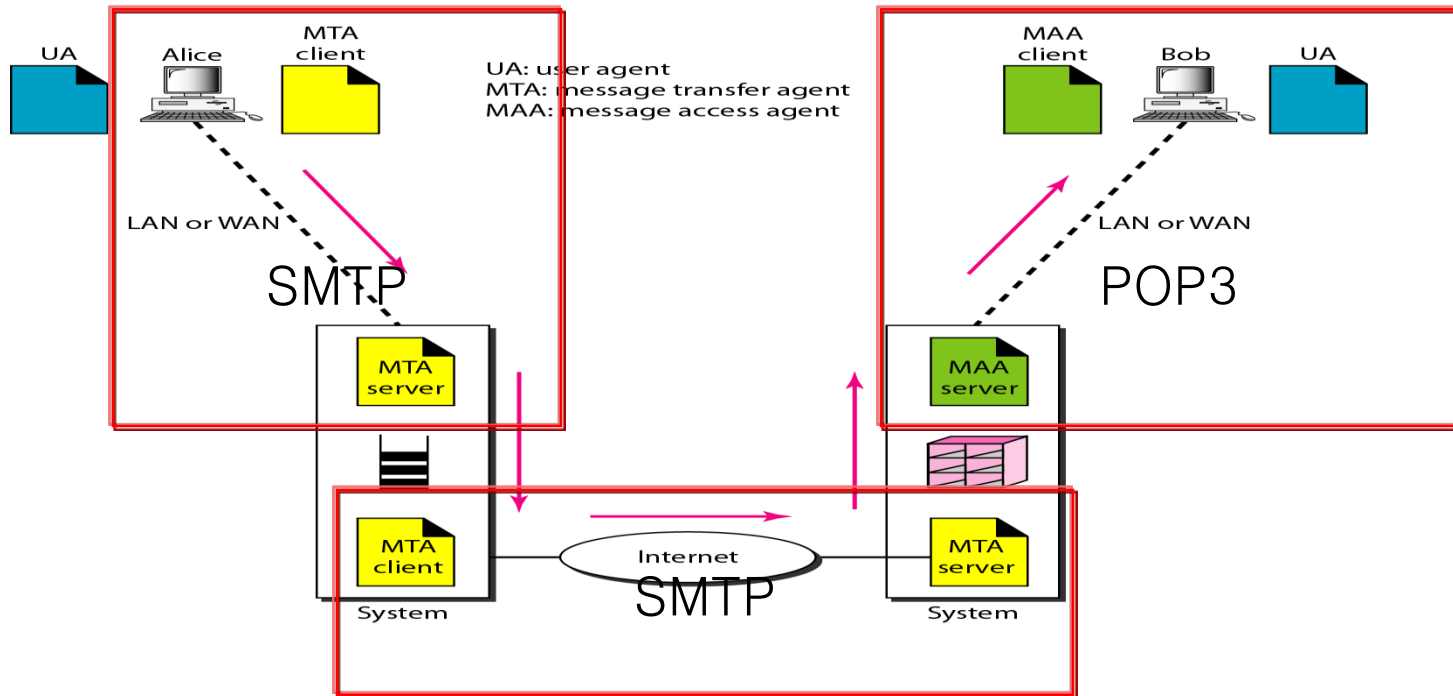 UA
Alice
MTA
client
UA: user agent
MTA: message transfer agent
MAA: message access agent
MAA
client
Bob
UA
LAN or WAN
LAN or WAN
SMTP
POP3
MTA
server
MAA
server
MTA
client
Internet
MTA
server
SMTP
System
System